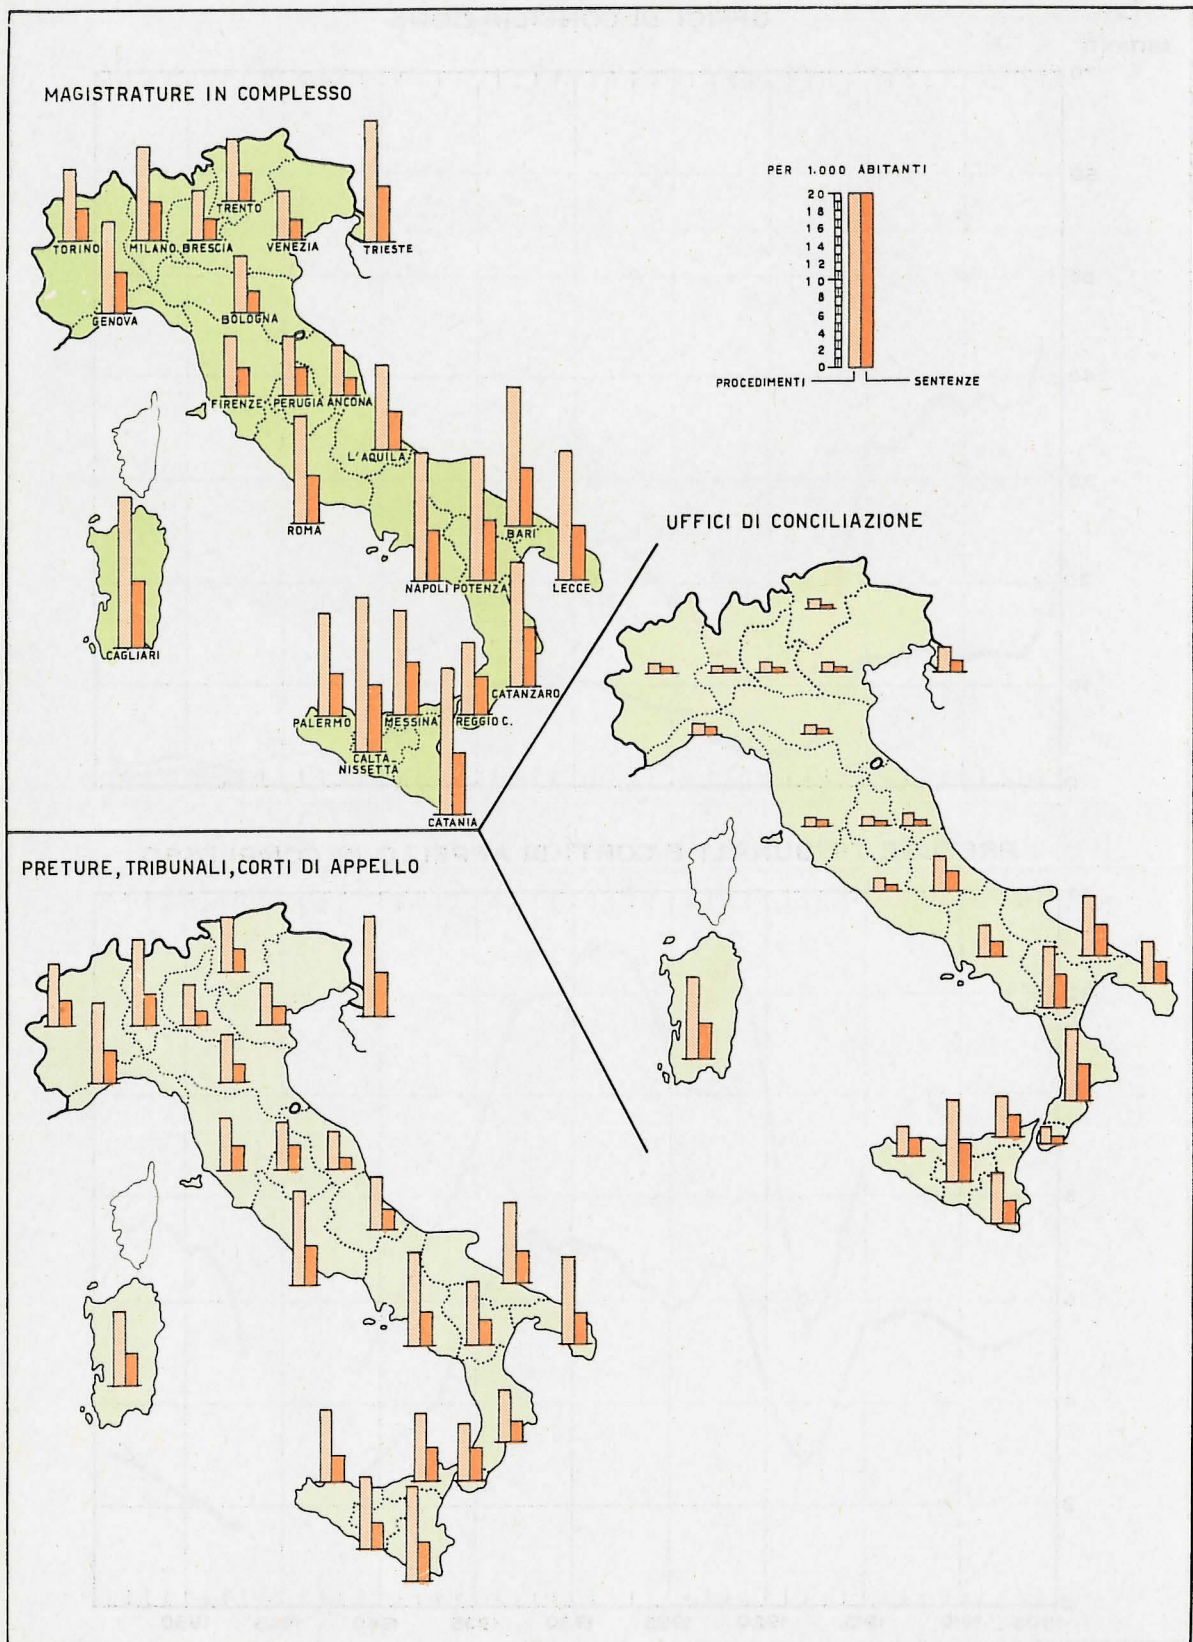 MAGISTRATURE IN COMPLESSO
PER 1.000 ABITANTI
20
18
16
14
12
10
8
6
4
2
0
PROCEDIMENTI
SENTENZE
TRENTO
TORINO
MILANO
BRESCIA
VENEZIA
TRIESTE
GENOVA
BOLOGNA
FIRENZE
PERUGIA
ANCONA
L'AQUILA
ROMA
BARI
NAPOLI
POTENZA
LECCE
CAGLIARI
CATANZARO
PALERMO
MESSINA
REGGIO C.
CALTA
NISSETTA
CATANIA
UFFICI DI CONCILIAZIONE
PRETURE, TRIBUNALI, CORTI DI APPELLO